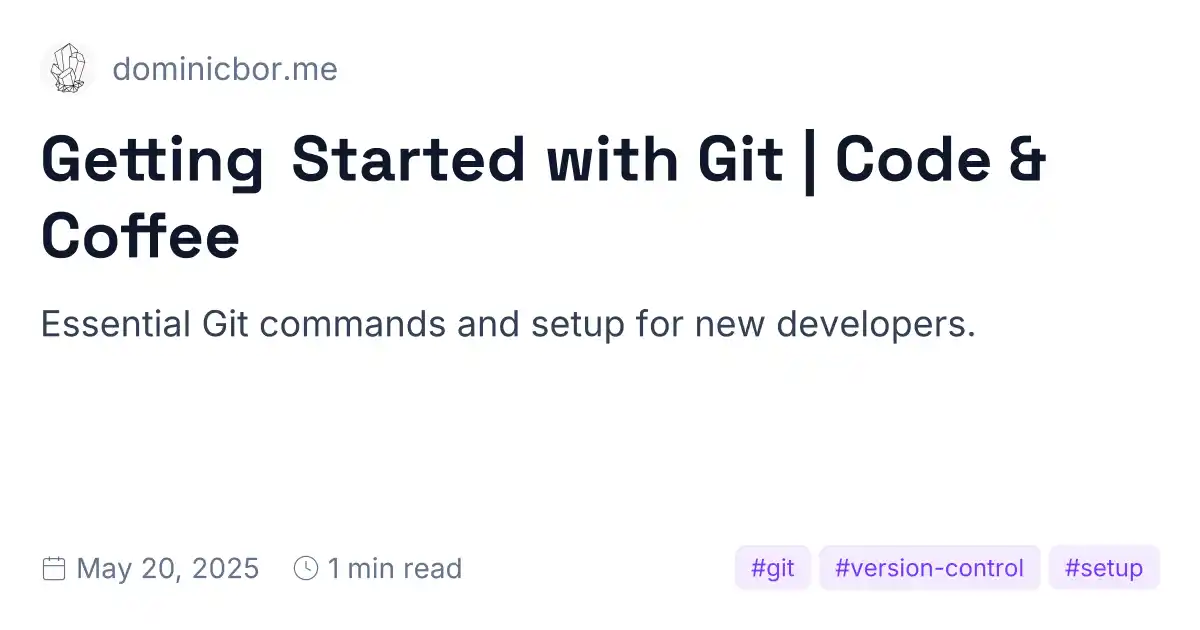 dominicbor.me
Getting Started with Git | Code &
Coffee
Essential Git commands and setup for new developers.
May 20, 2025 1 min read #git #version-control #setup